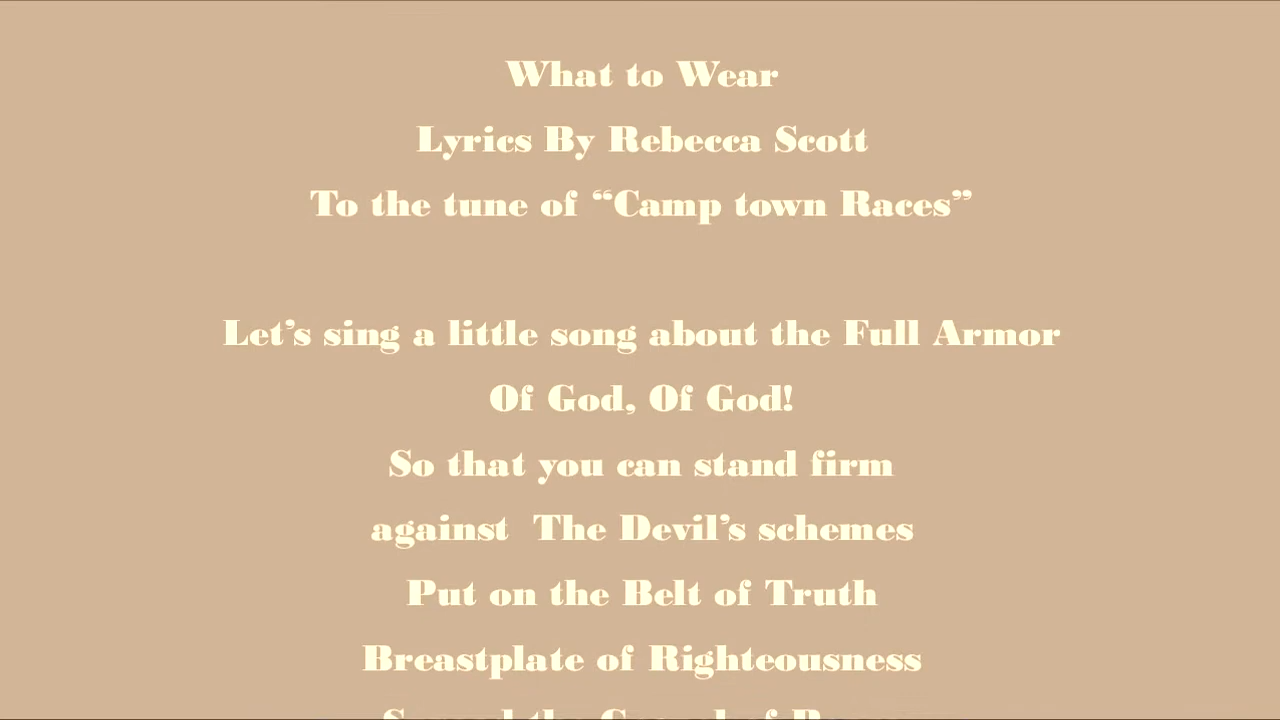 What to Wear
Lyrics By Rebecca Scott
To the tune of “Camp town Races”
Let’s sing a little song about the Full Armor
Of God, Of God!
So that you can stand firm
against  The Devil’s schemes
Put on the Belt of Truth
Breastplate of Righteousness